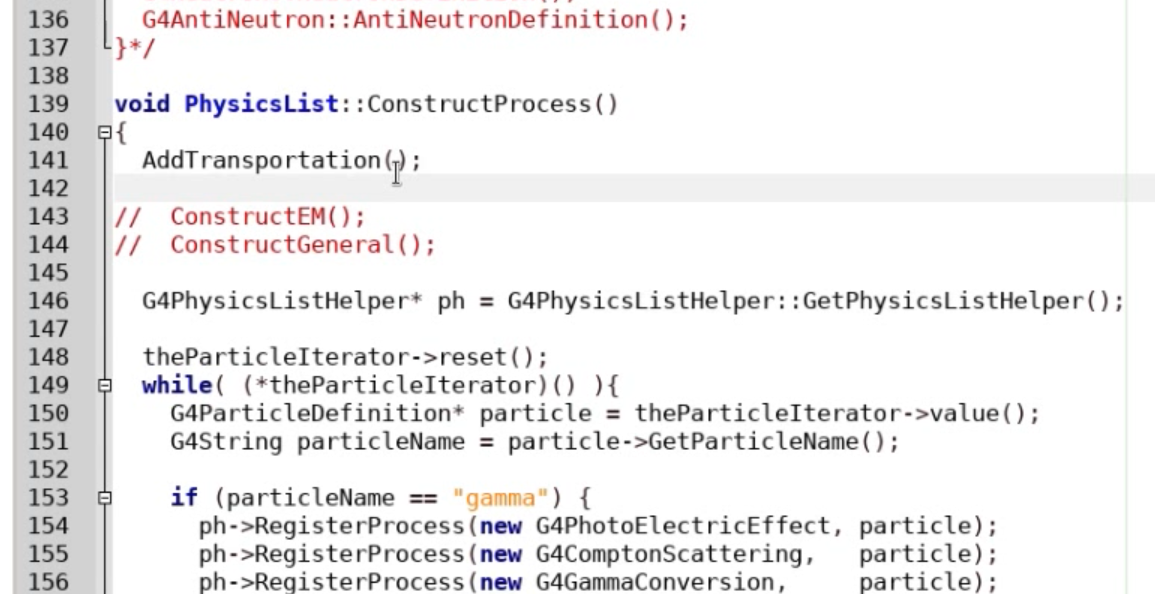 136 G4AntiNeutron::AntiNeutronDefinition();
137 }*/
138
139 void PhysicsList::ConstructProcess()
140 {
141 AddTransportation();
142
143 //  ConstructEM();
144 //  ConstructGeneral();
145
146 G4PhysicsListHelper* ph = G4PhysicsListHelper::GetPhysicsListHelper();
147
148 theParticleIterator->reset();
149 while( (*theParticleIterator)() ){
150 G4ParticleDefinition* particle = theParticleIterator->value();
151 G4String particleName = particle->GetParticleName();
152
153 if (particleName == "gamma") {
154 ph->RegisterProcess(new G4PhotoElectricEffect, particle);
155 ph->RegisterProcess(new G4ComptonScattering,   particle);
156 ph->RegisterProcess(new G4GammaConversion,     particle);